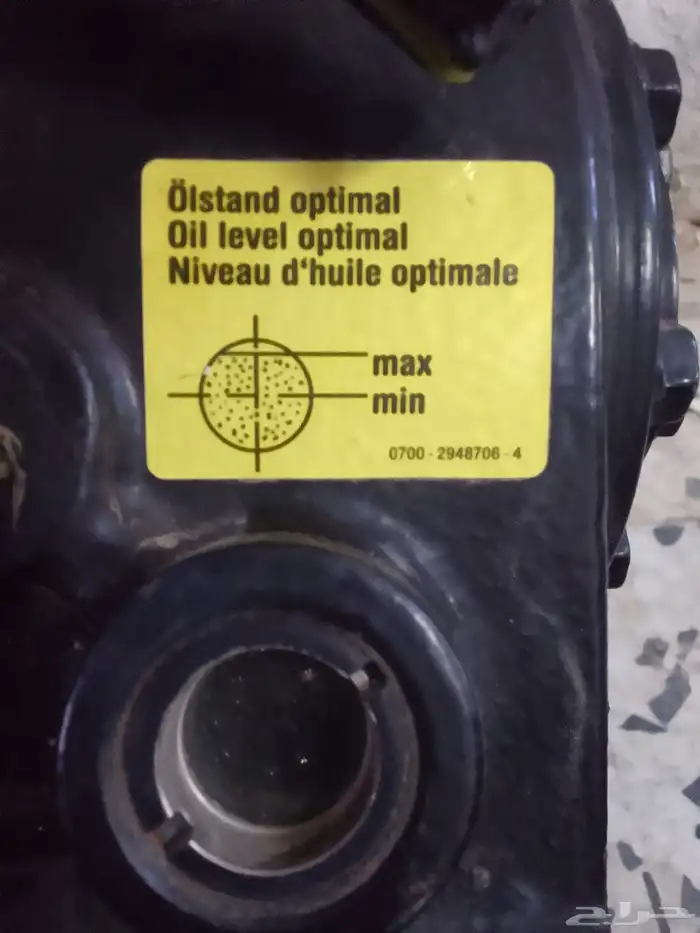 Ölstand optimal
Oil level optimal
Niveau d'huile optimale
max
min
0700 - 2948706 - 4
حراج